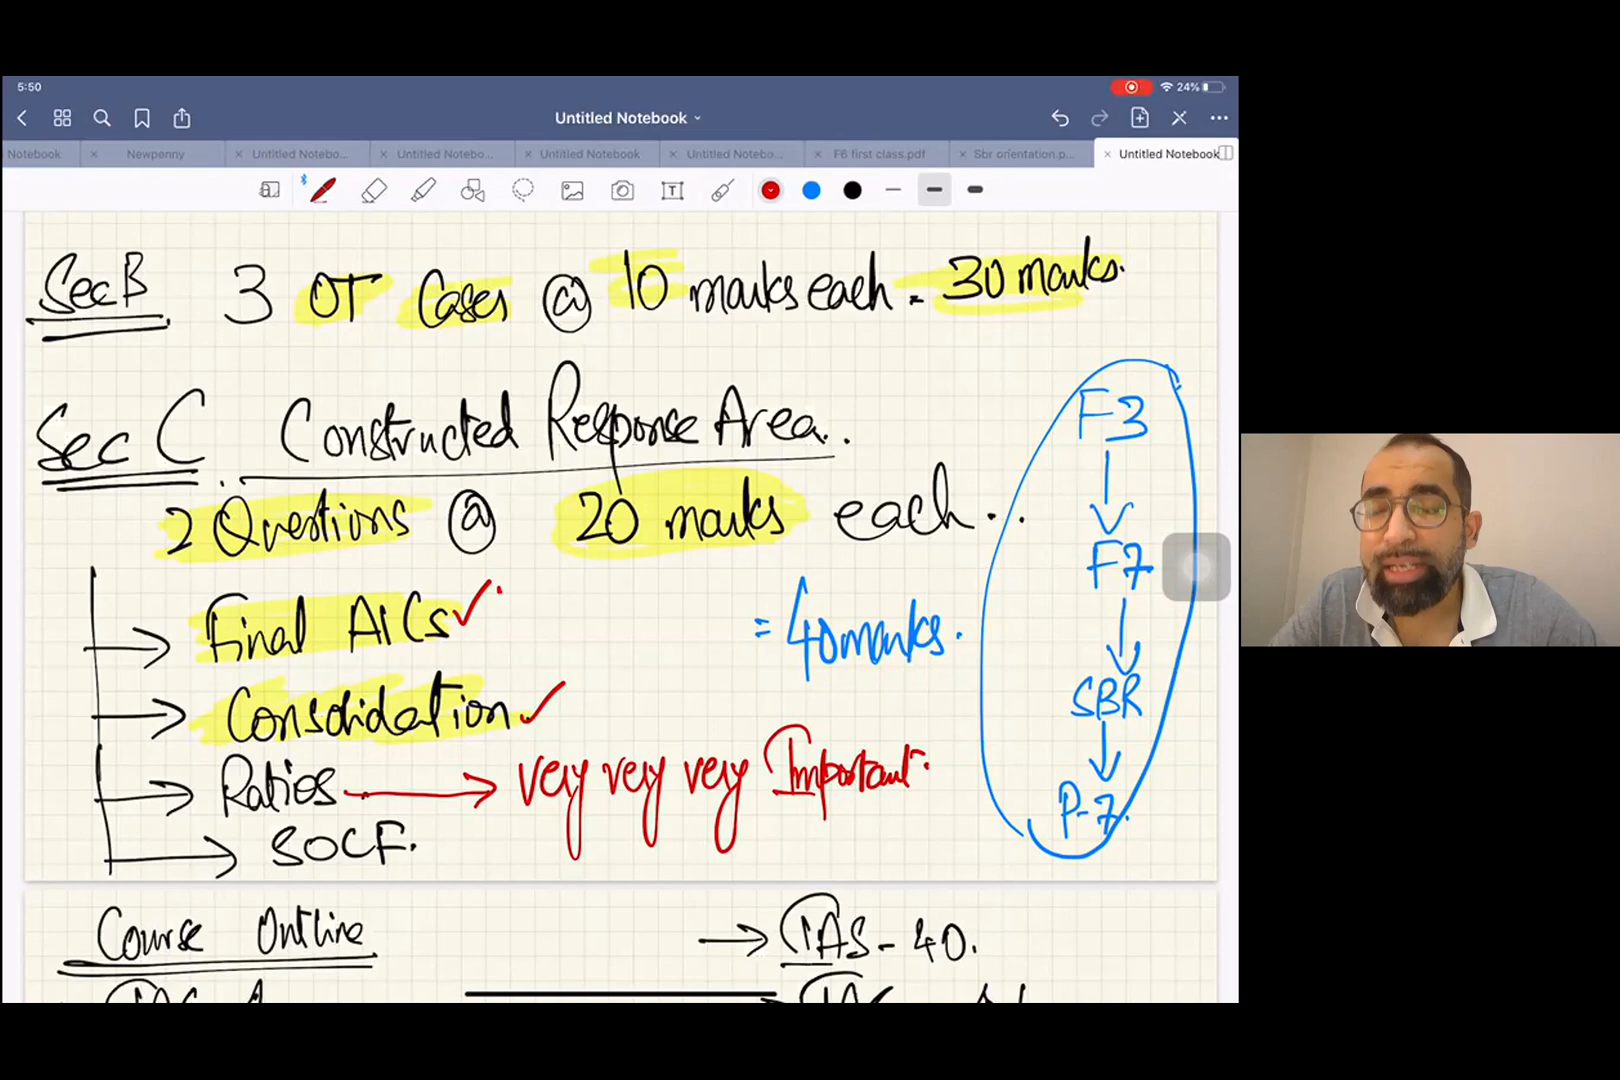 5:50
24%
Untitled Notebook
Notebook
Newpenny
Untitled Notebo...
Untitled Notebo...
Untitled Notebook
Untitled Notebo...
F6 first class.pdf
Sbr orientation.p...
Untitled Notebook
Sec B 3 OT Cases @ 10 marks each = 30 marks.
Sec C Constructed Response Area..
2 Questions @ 20 marks each...
= 40 marks.
→ Final A/Cs ✓
→ Consolidation ✓
→ Ratios → very very very Important.
→ SOCF.
F3
↓
F7
↓
SBR
↓
P-7.
Course Outline
→ IAS - 40.